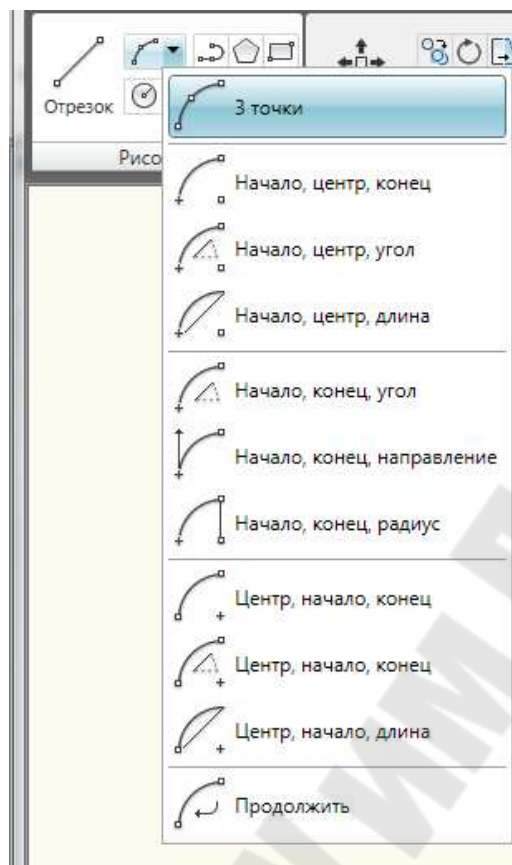 Отрезок
Рисо
3 точки
Начало, центр, конец
Начало, центр, угол
Начало, центр, длина
Начало, конец, угол
Начало, конец, направление
Начало, конец, радиус
Центр, начало, конец
Центр, начало, конец
Центр, начало, длина
Продолжить